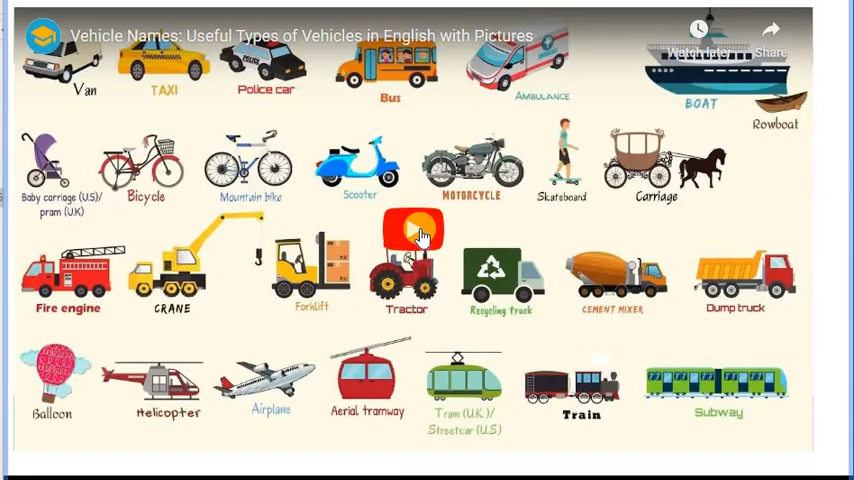 Vehicle Names: Useful Types of Vehicles in English with Pictures
Watch later
Share
Van
TAXI
POLICE
Police car
Bus
AMBULANCE
BOAT
Rowboat
Baby carriage (U.S)/
pram (U.K)
Bicycle
Mountain bike
Scooter
MOTORCYCLE
Skateboard
Carriage
Fire engine
CRANE
Forklift
Tractor
Recycling truck
CEMENT MIXER
Dump truck
Balloon
Helicopter
Airplane
Aerial tramway
Tram (U.K)/
Streetcar (U.S)
Train
Subway